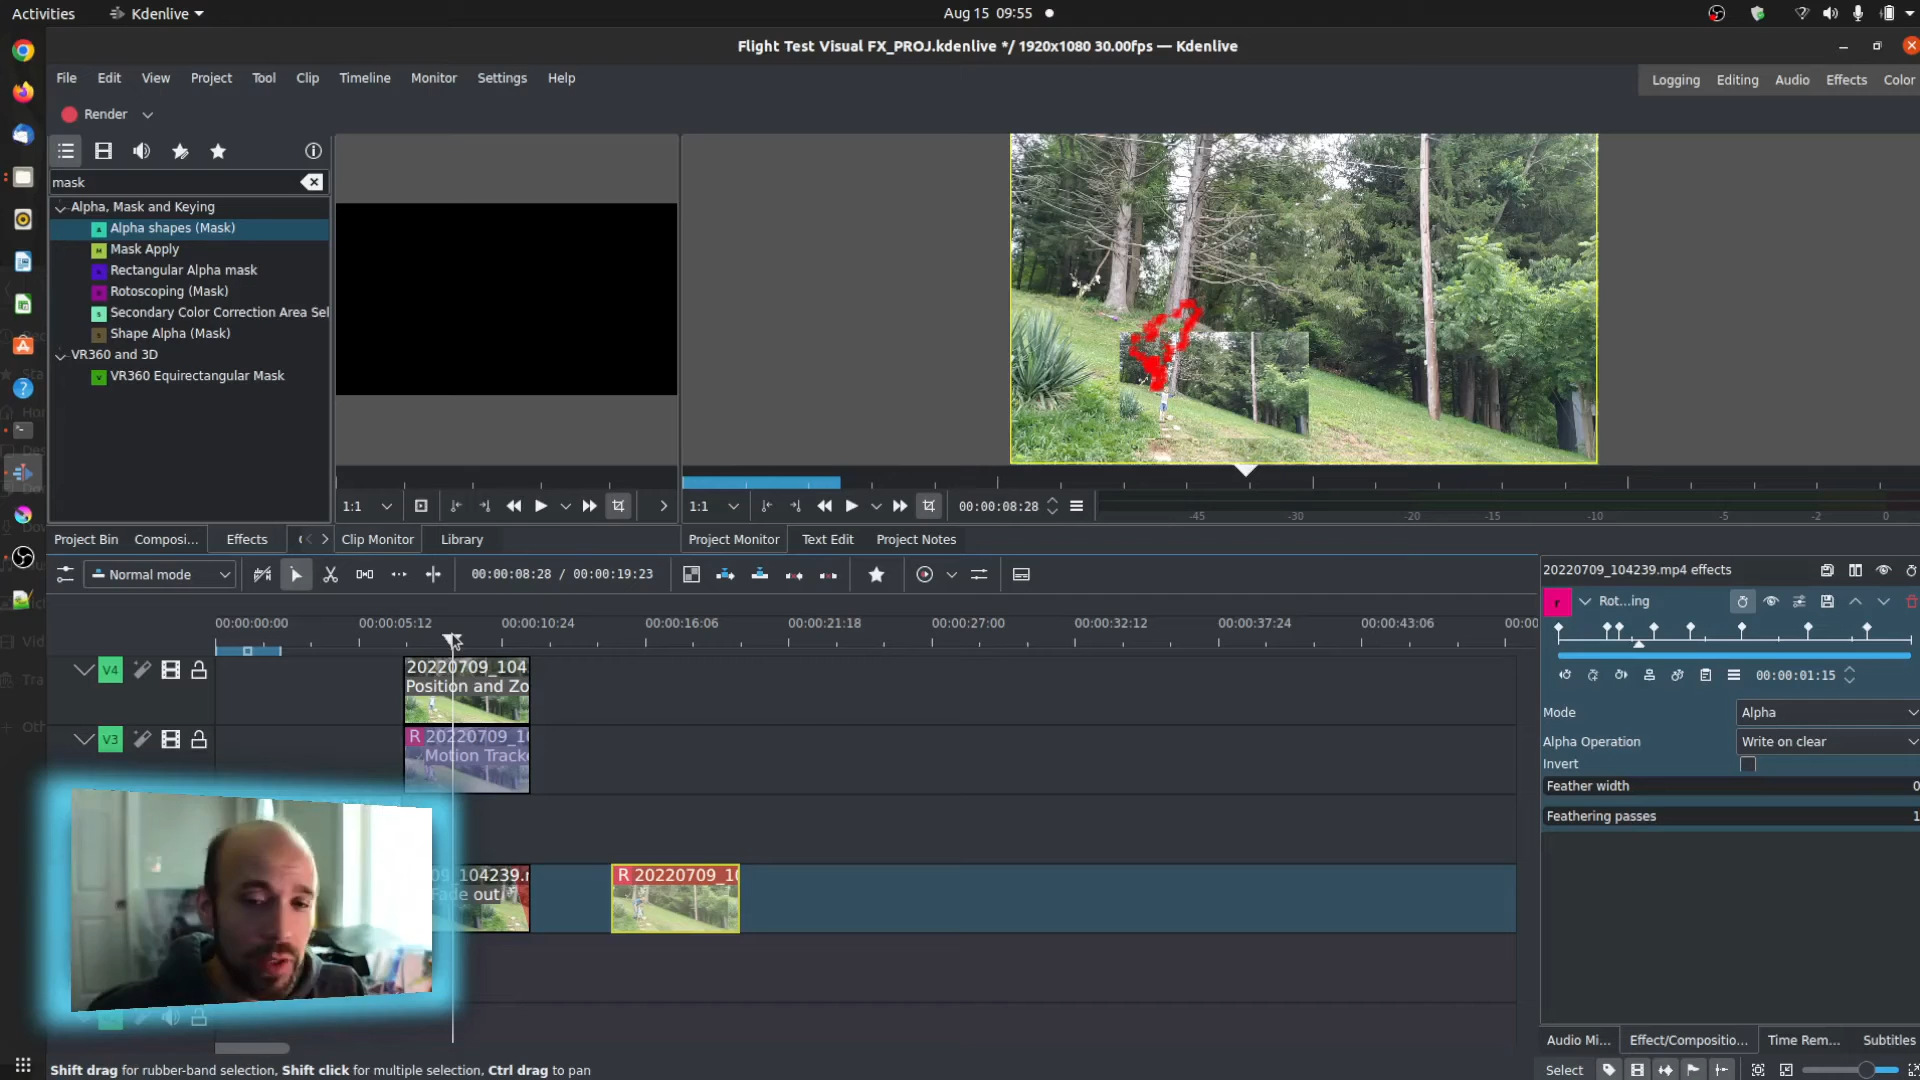 Activities
Kdenlive
Aug 15 09:55
Flight Test Visual FX_PROJ.kdenlive */ 1920x1080 30.00fps — Kdenlive
File Edit View Project Tool Clip Timeline Monitor Settings Help
Logging Editing Audio Effects Color
Render
mask
Alpha, Mask and Keying
Alpha shapes (Mask)
Mask Apply
Rectangular Alpha mask
Rotoscoping (Mask)
Secondary Color Correction Area Sel
Shape Alpha (Mask)
VR360 and 3D
VR360 Equirectangular Mask
1:1
1:1
00:00:08:28
-45 -30 -20 -15 -10 -5 -2 0
Project Bin Composi... Effects
Clip Monitor Library
Project Monitor Text Edit Project Notes
Normal mode
00:00:08:28 / 00:00:19:23
20220709_104239.mp4 effects
r Rot...ing
00:00:00:00 00:00:05:12 00:00:10:24 00:00:16:06 00:00:21:18 00:00:27:00 00:00:32:12 00:00:37:24 00:00:43:06 00:00
V4
20220709_104
Position and Zo
00:00:01:15
Mode Alpha
Alpha Operation Write on clear
Invert
Feather width 0
Feathering passes 1
V3
R 20220709_10
Motion Tracke
09_104239.m
Fade out
R 20220709_10
Audio Mi... Effect/Compositio... Time Rem... Subtitles
Shift drag for rubber-band selection, Shift click for multiple selection, Ctrl drag to pan
Select